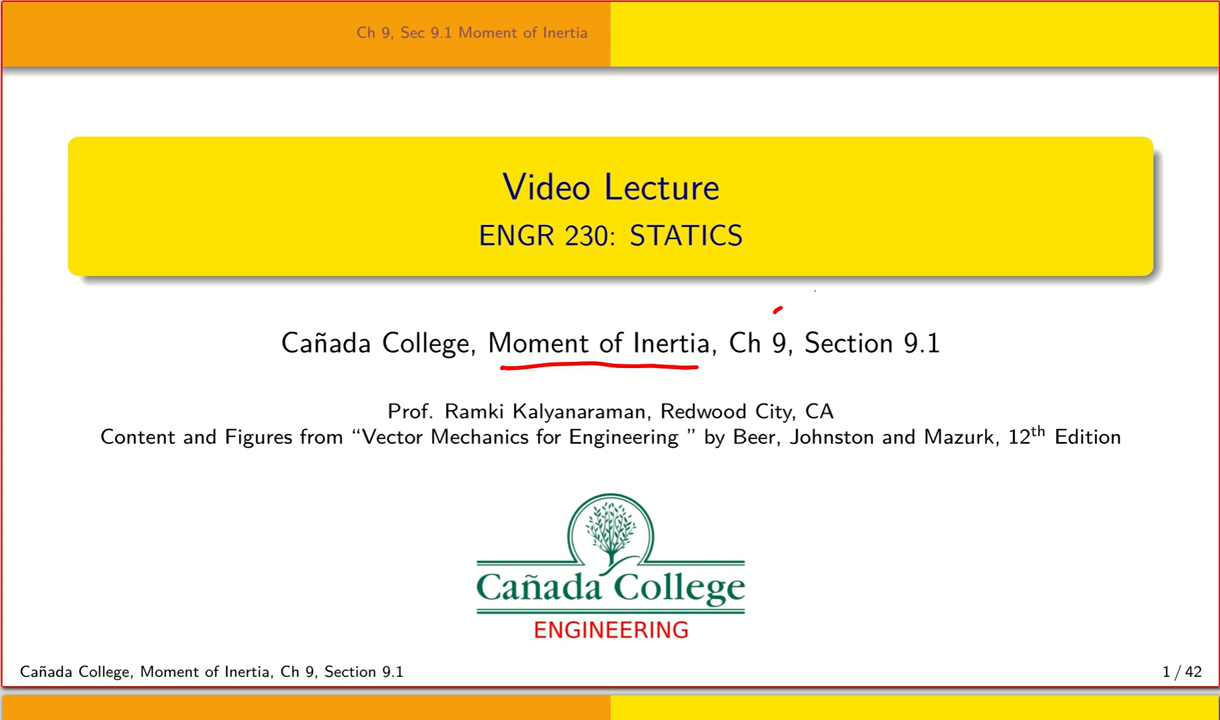 Ch 9, Sec 9.1 Moment of Inertia
Video Lecture
ENGR 230: STATICS
Cañada College, Moment of Inertia, Ch 9, Section 9.1
Prof. Ramki Kalyanaraman, Redwood City, CA
Content and Figures from “Vector Mechanics for Engineering ” by Beer, Johnston and Mazurk, 12th Edition
Cañada College
ENGINEERING
Cañada College, Moment of Inertia, Ch 9, Section 9.1
1 / 42